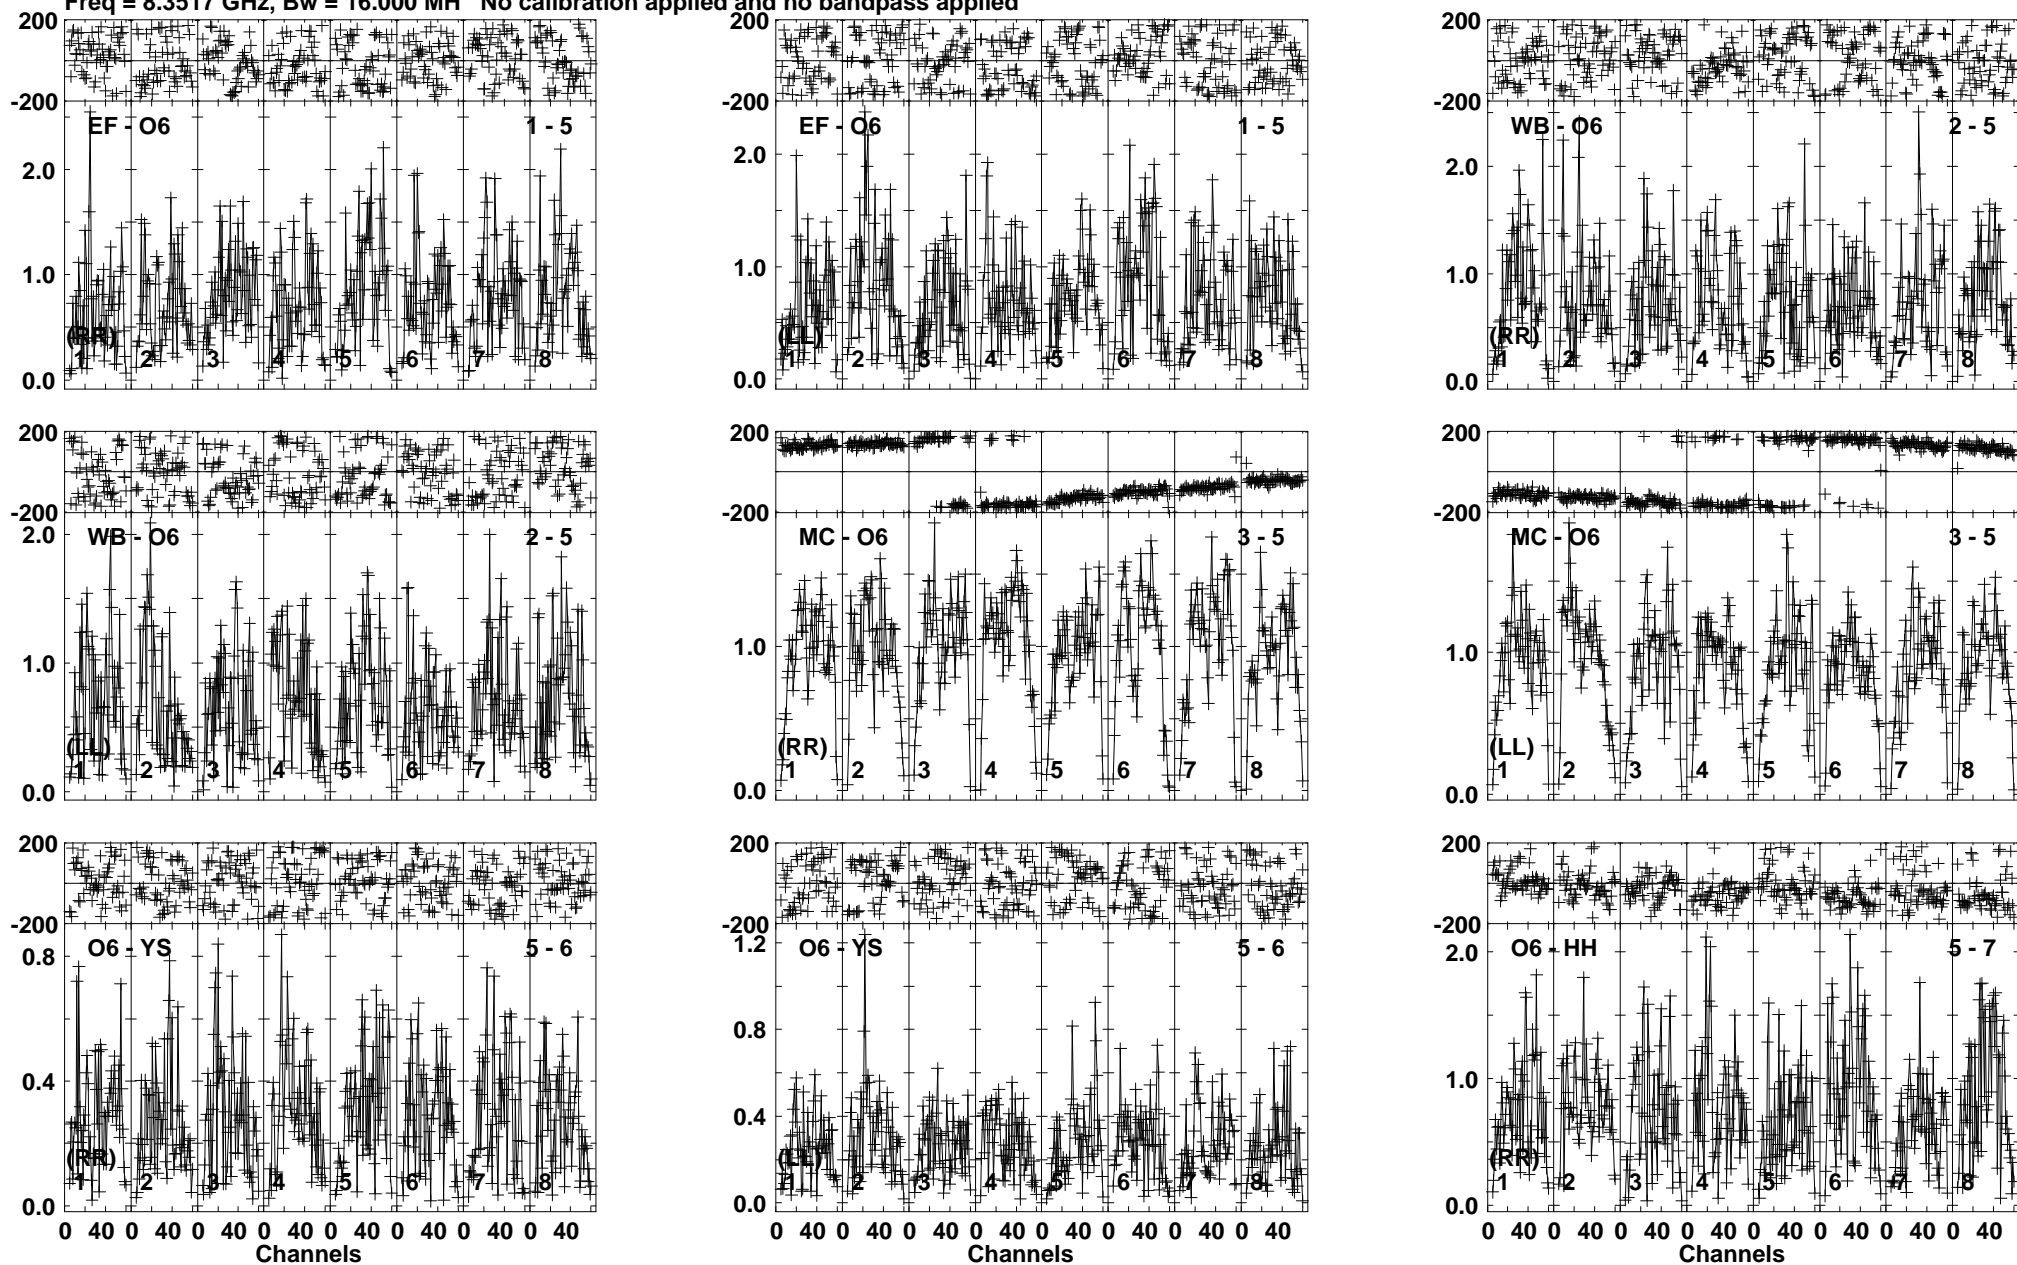 Freq = 8.3517 GHz, Bw = 16.000 MH No calibration applied and no bandpass applied
200 200 200
-200 -200 -200
EF - O6 1 - 5 EF - O6 1 - 5 WB - O6 2 - 5
2.0 2.0 2.0
1.0 1.0 1.0
(RR) (LL) (RR)
1 2 3 4 5 6 7 8 1 2 3 4 5 6 7 8 1 2 3 4 5 6 7 8
0.0 0.0 0.0
200 200 200
-200 -200 -200
WB - O6 2 - 5 MC - O6 3 - 5 MC - O6 3 - 5
2.0
1.0 1.0 1.0
(LL) (RR) (LL)
1 2 3 4 5 6 7 8 1 2 3 4 5 6 7 8 1 2 3 4 5 6 7 8
0.0 0.0 0.0
200 200 200
-200 -200 -200
O6 - YS 5 - 6 O6 - YS 5 - 6 O6 - HH 5 - 7
0.8 1.2 2.0
0.8
0.4 0.4 1.0
(RR) (LL) (RR)
1 2 3 4 5 6 7 8 1 2 3 4 5 6 7 8 1 2 3 4 5 6 7 8
0.0 0.0 0.0
0 40 0 40 0 40 0 40 0 40 0 40 0 40 0 40 0 40 0 40 0 40 0 40 0 40 0 40 0 40 0 40 0 40 0 40 0 40 0 40 0 40 0 40 0 40 0 40
Channels Channels Channels